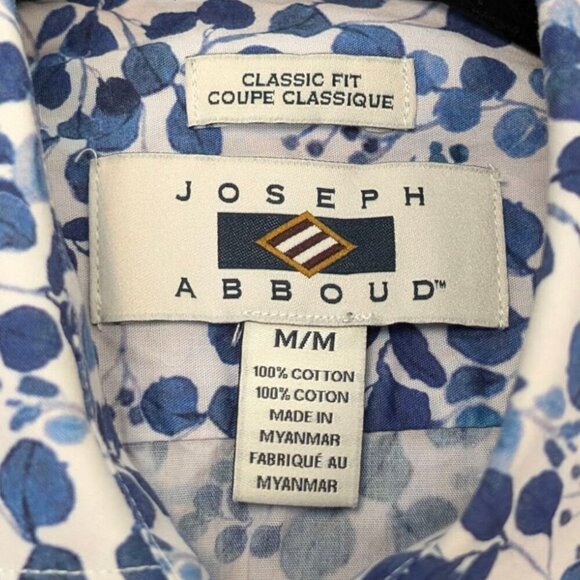 CLASSIC FIT
COUPE CLASSIQUE
JOSEPH
ABBOUD™
M/M
100% COTTON
100% COTON
MADE IN
MYANMAR
FABRIQUÉ AU
MYANMAR